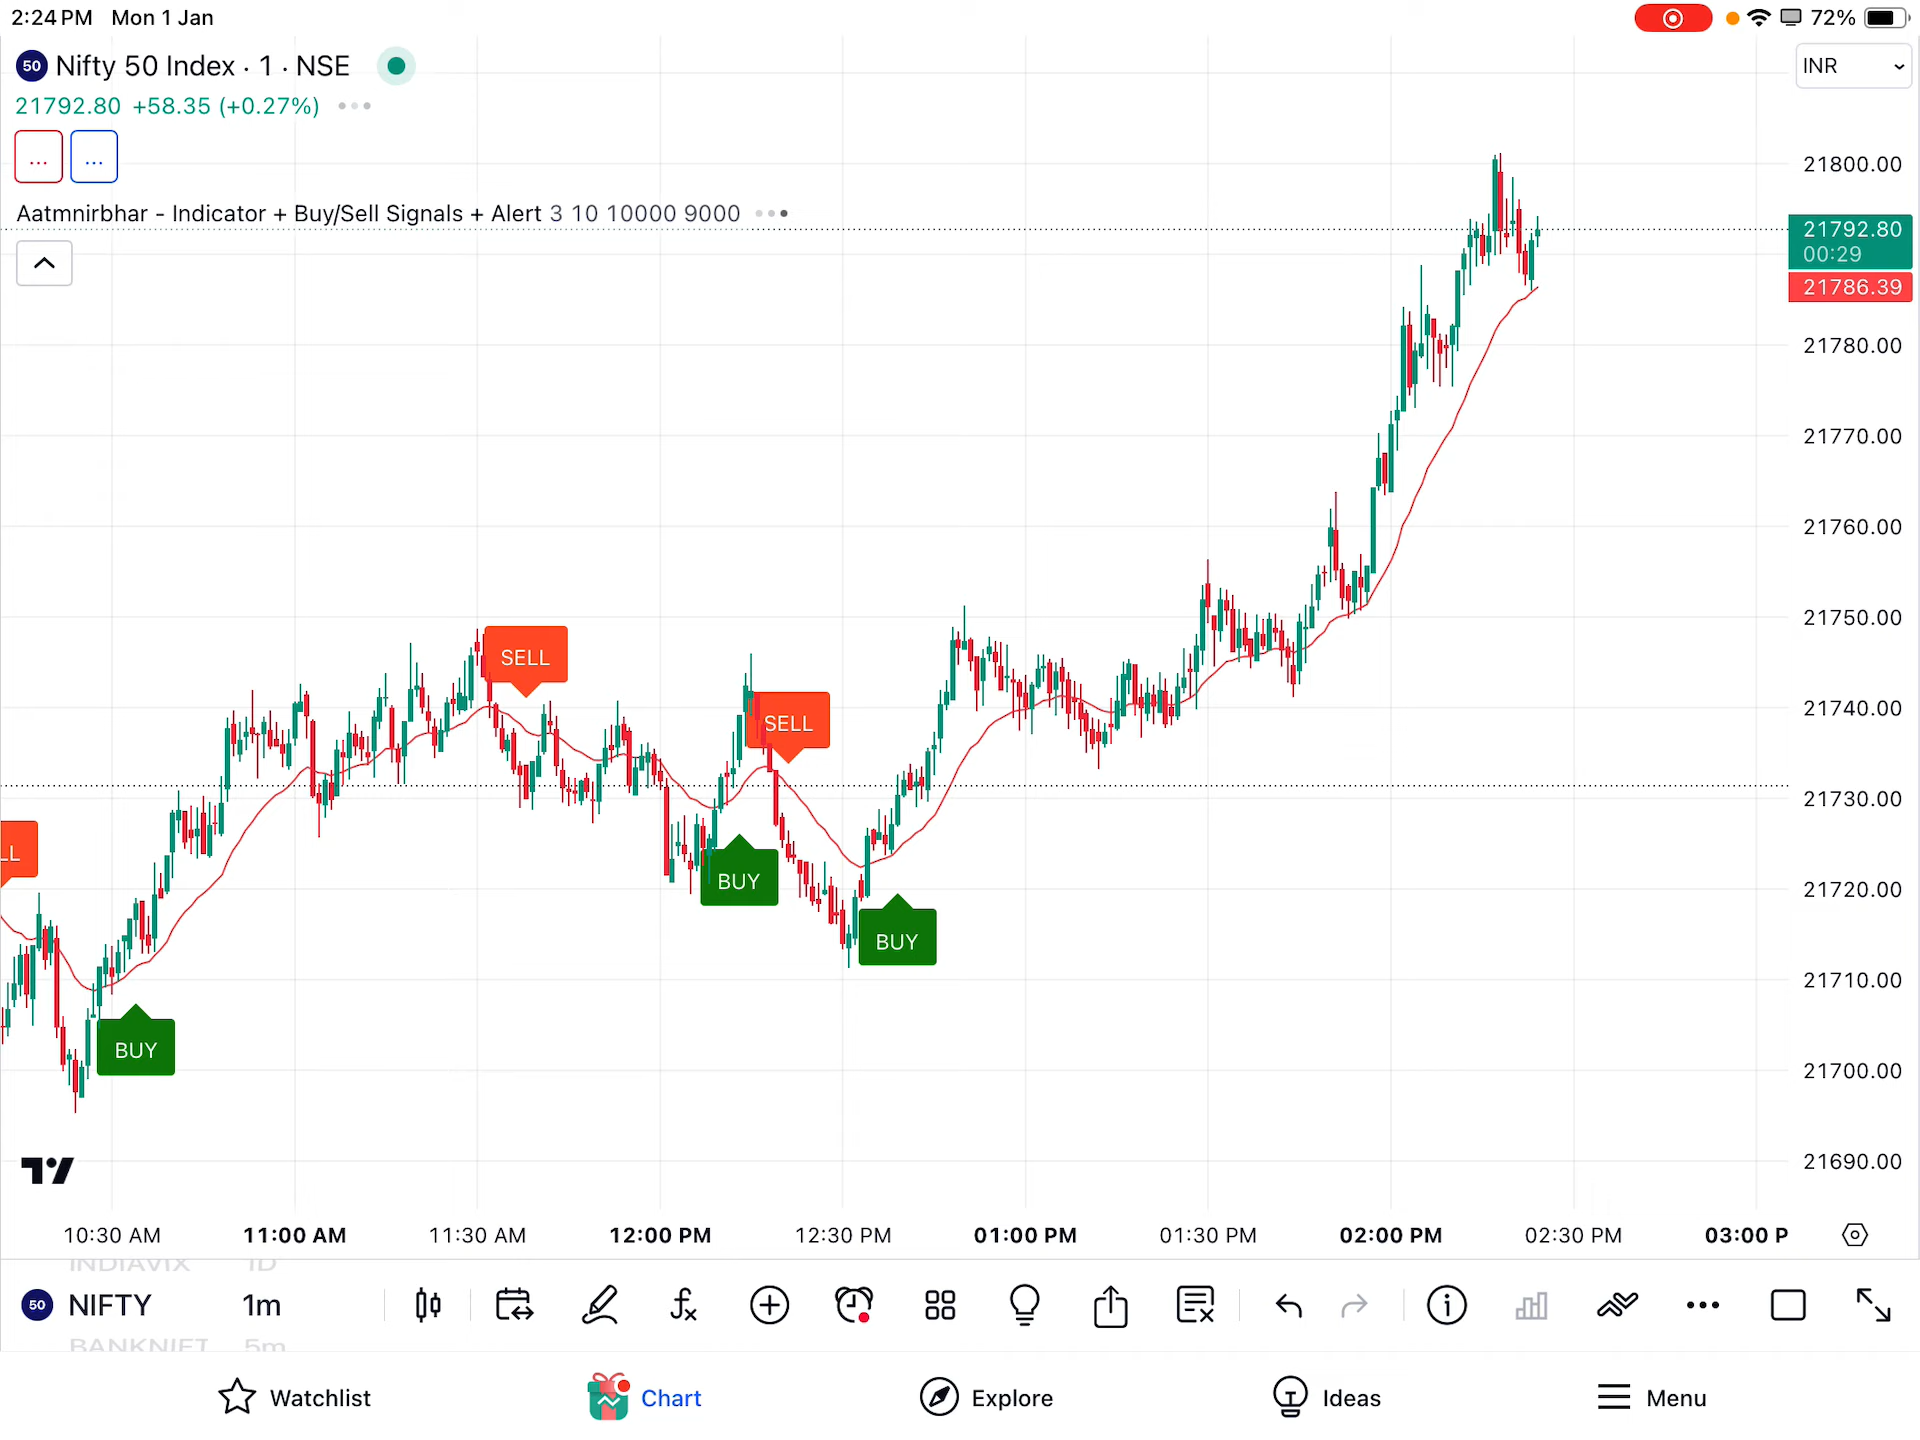 2:24 PM Mon 1 Jan
72%
50 Nifty 50 Index · 1 · NSE
INR
21792.80 +58.35 (+0.27%)
Aatmnirbhar - Indicator + Buy/Sell Signals + Alert 3 10 10000 9000
21800.00
21792.80
00:29
21786.39
21780.00
21770.00
21760.00
21750.00
21740.00
21730.00
21720.00
21710.00
21700.00
21690.00
SELL
SELL
LL
BUY
BUY
BUY
10:30 AM 11:00 AM 11:30 AM 12:00 PM 12:30 PM 01:00 PM 01:30 PM 02:00 PM 02:30 PM 03:00 P
INDIAVIX 1D
50 NIFTY 1m
BANKNIFT 5m
Watchlist Chart Explore Ideas Menu